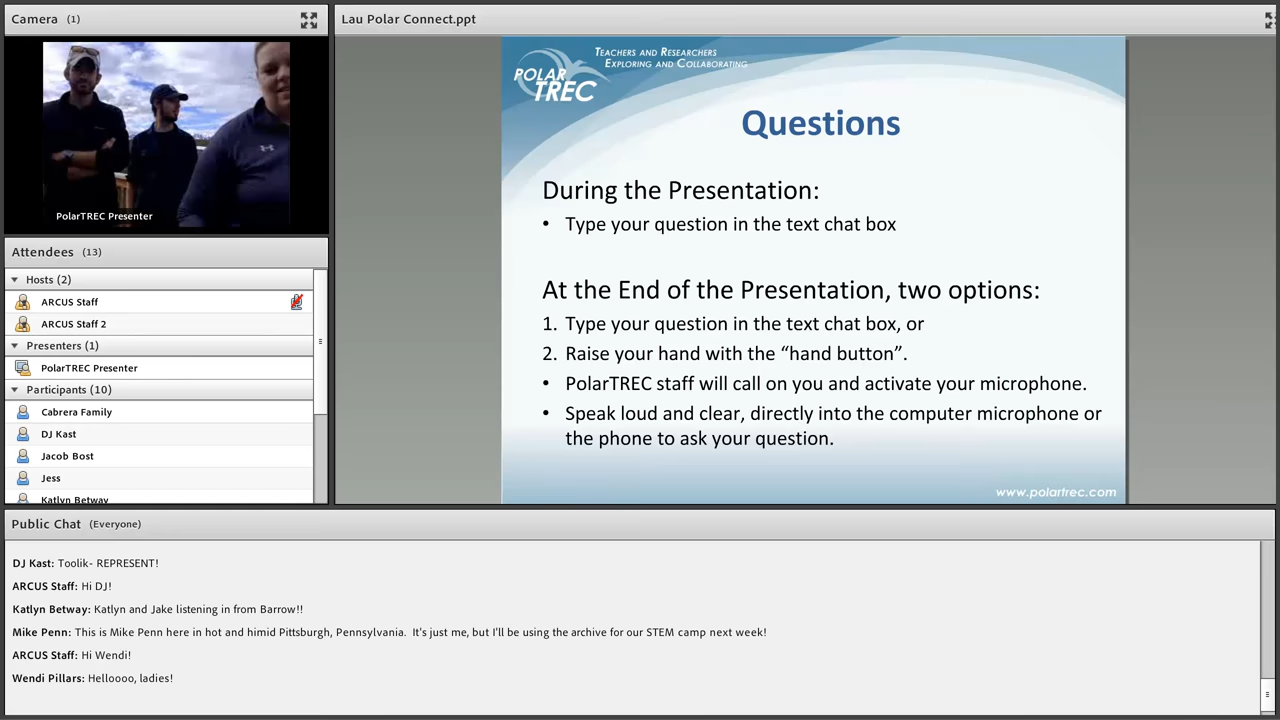 Camera (1)
PolarTREC Presenter
Attendees (13)
Hosts (2)
ARCUS Staff
ARCUS Staff 2
Presenters (1)
PolarTREC Presenter
Participants (10)
Cabrera Family
DJ Kast
Jacob Bost
Jess
Katlyn Betway
Lau Polar Connect.ppt
TEACHERS AND RESEARCHERS
EXPLORING AND COLLABORATING
POLAR
TREC
Questions
During the Presentation:
• Type your question in the text chat box
At the End of the Presentation, two options:
1. Type your question in the text chat box, or
2. Raise your hand with the “hand button”.
• PolarTREC staff will call on you and activate your microphone.
• Speak loud and clear, directly into the computer microphone or
the phone to ask your question.
www.polartrec.com
Public Chat (Everyone)
DJ Kast: Toolik- REPRESENT!
ARCUS Staff: Hi DJ!
Katlyn Betway: Katlyn and Jake listening in from Barrow!!
Mike Penn: This is Mike Penn here in hot and himid Pittsburgh, Pennsylvania. It's just me, but I'll be using the archive for our STEM camp next week!
ARCUS Staff: Hi Wendi!
Wendi Pillars: Helloooo, ladies!